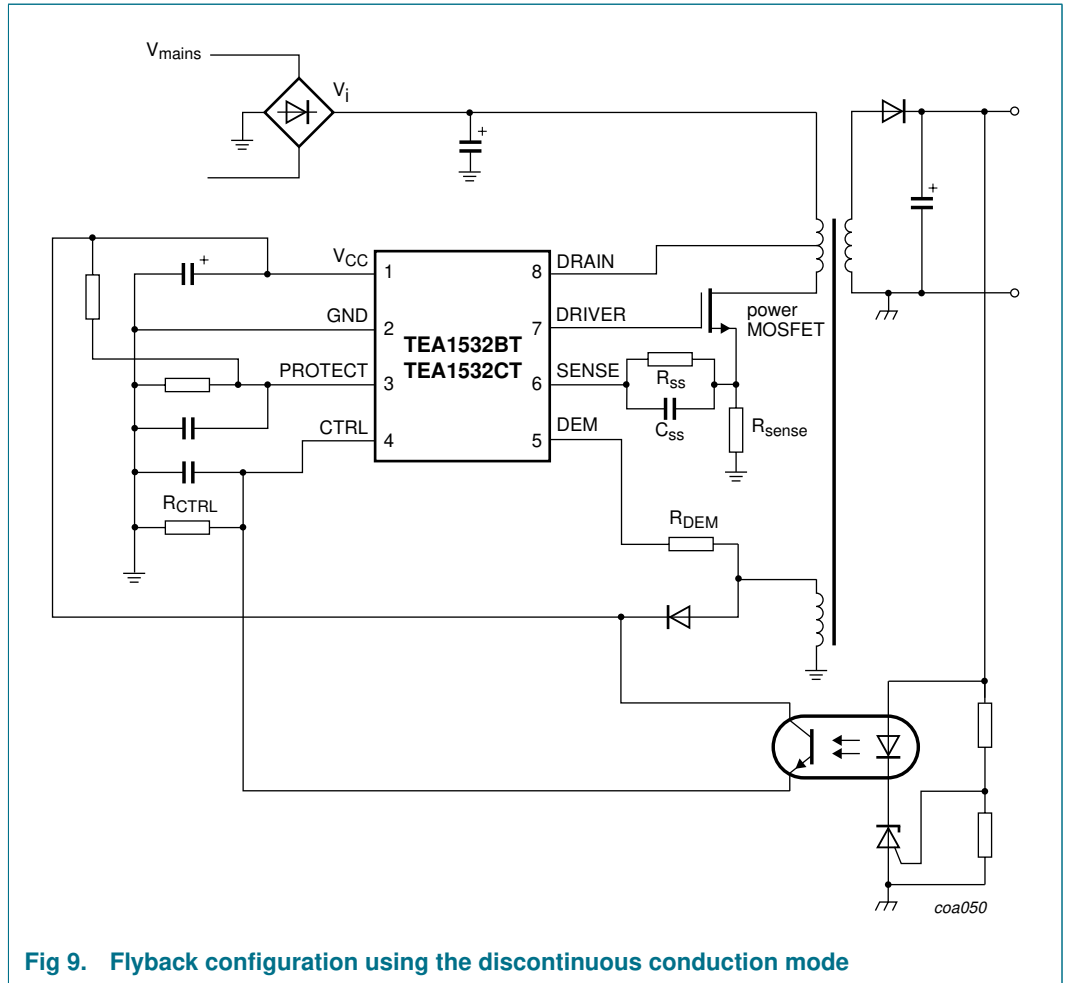 Vmains
Vi
VCC
1
8
DRAIN
GND
2
7
DRIVER
power
MOSFET
TEA1532BT
TEA1532CT
PROTECT
3
6
SENSE
Rss
Css
Rsense
CTRL
4
5
DEM
RCTRL
RDEM
coa050
Fig 9. Flyback configuration using the discontinuous conduction mode